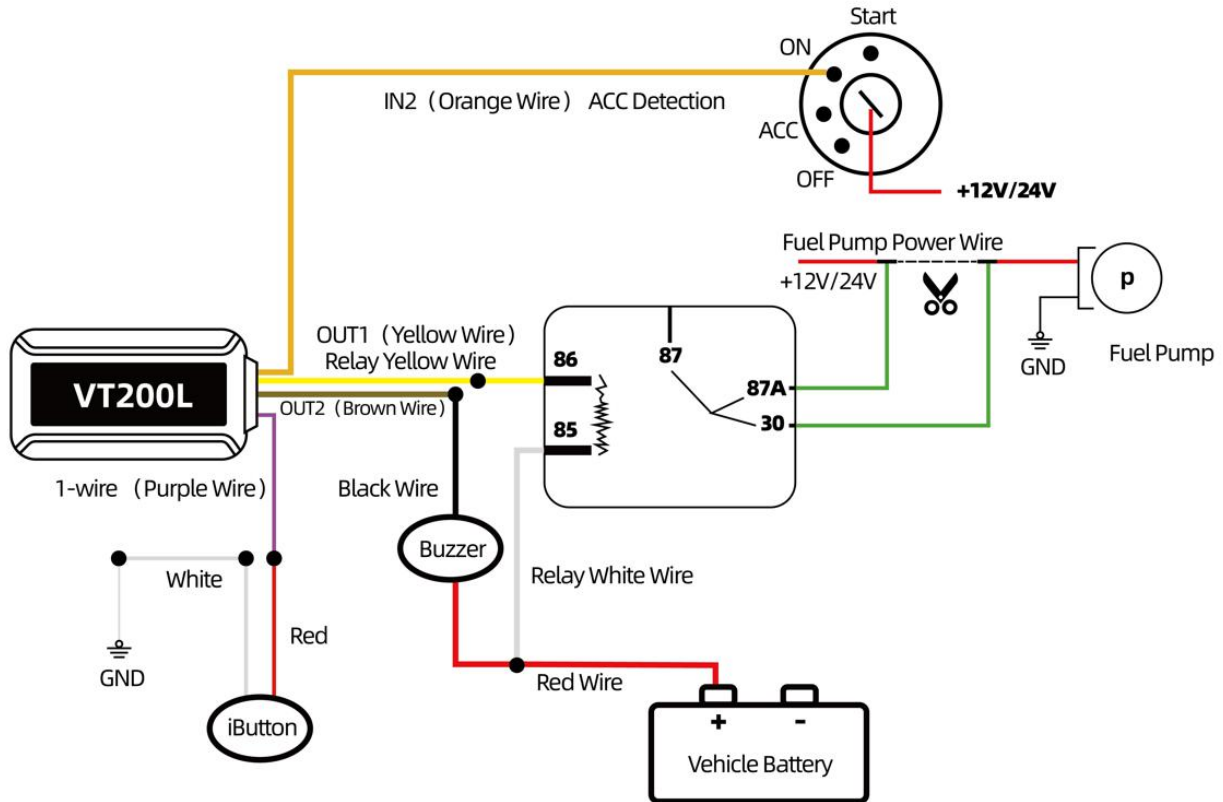 Start
ON
IN2（Orange Wire） ACC Detection
ACC
OFF
+12V/24V
Fuel Pump Power Wire
+12V/24V
p
GND
Fuel Pump
OUT1（Yellow Wire）
Relay Yellow Wire
86
87
87A
VT200L
OUT2（Brown Wire）
30
85
1-wire （Purple Wire）
Black Wire
Buzzer
White
Relay White Wire
Red
GND
Red Wire
iButton
+ -
Vehicle Battery